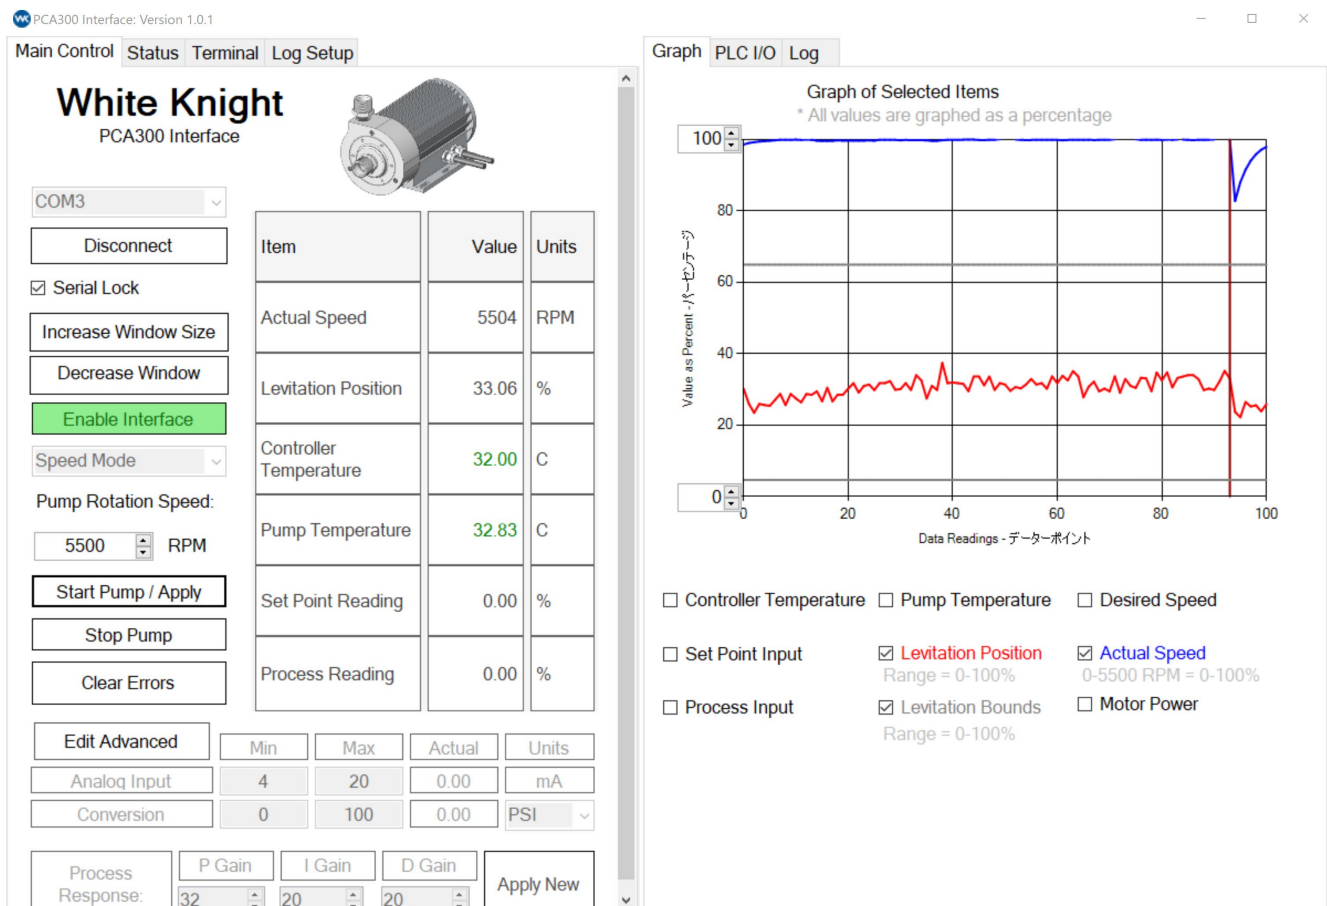 WK PCA300 Interface: Version 1.0.1
Main Control Status Terminal Log Setup
White Knight
PCA300 Interface
COM3
Disconnect
Serial Lock
Increase Window Size
Decrease Window
Enable Interface
Speed Mode
Pump Rotation Speed:
5500 RPM
Start Pump / Apply
Stop Pump
Clear Errors
Item Value Units
Actual Speed 5504 RPM
Levitation Position 33.06 %
Controller
Temperature 32.00 C
Pump Temperature 32.83 C
Set Point Reading 0.00 %
Process Reading 0.00 %
Edit Advanced Min Max Actual Units
Analog Input 4 20 0.00 mA
Conversion 0 100 0.00 PSI
Process
Response:
P Gain I Gain D Gain
32 20 20
Apply New
Graph PLC I/O Log
Graph of Selected Items
* All values are graphed as a percentage
Value as Percent - パーセンテージ
100
80
60
40
20
0
0 20 40 60 80 100
Data Readings - データーポイント
Controller Temperature Pump Temperature Desired Speed
Set Point Input Levitation Position Actual Speed
Range = 0-100% 0-5500 RPM = 0-100%
Process Input Levitation Bounds Motor Power
Range = 0-100%